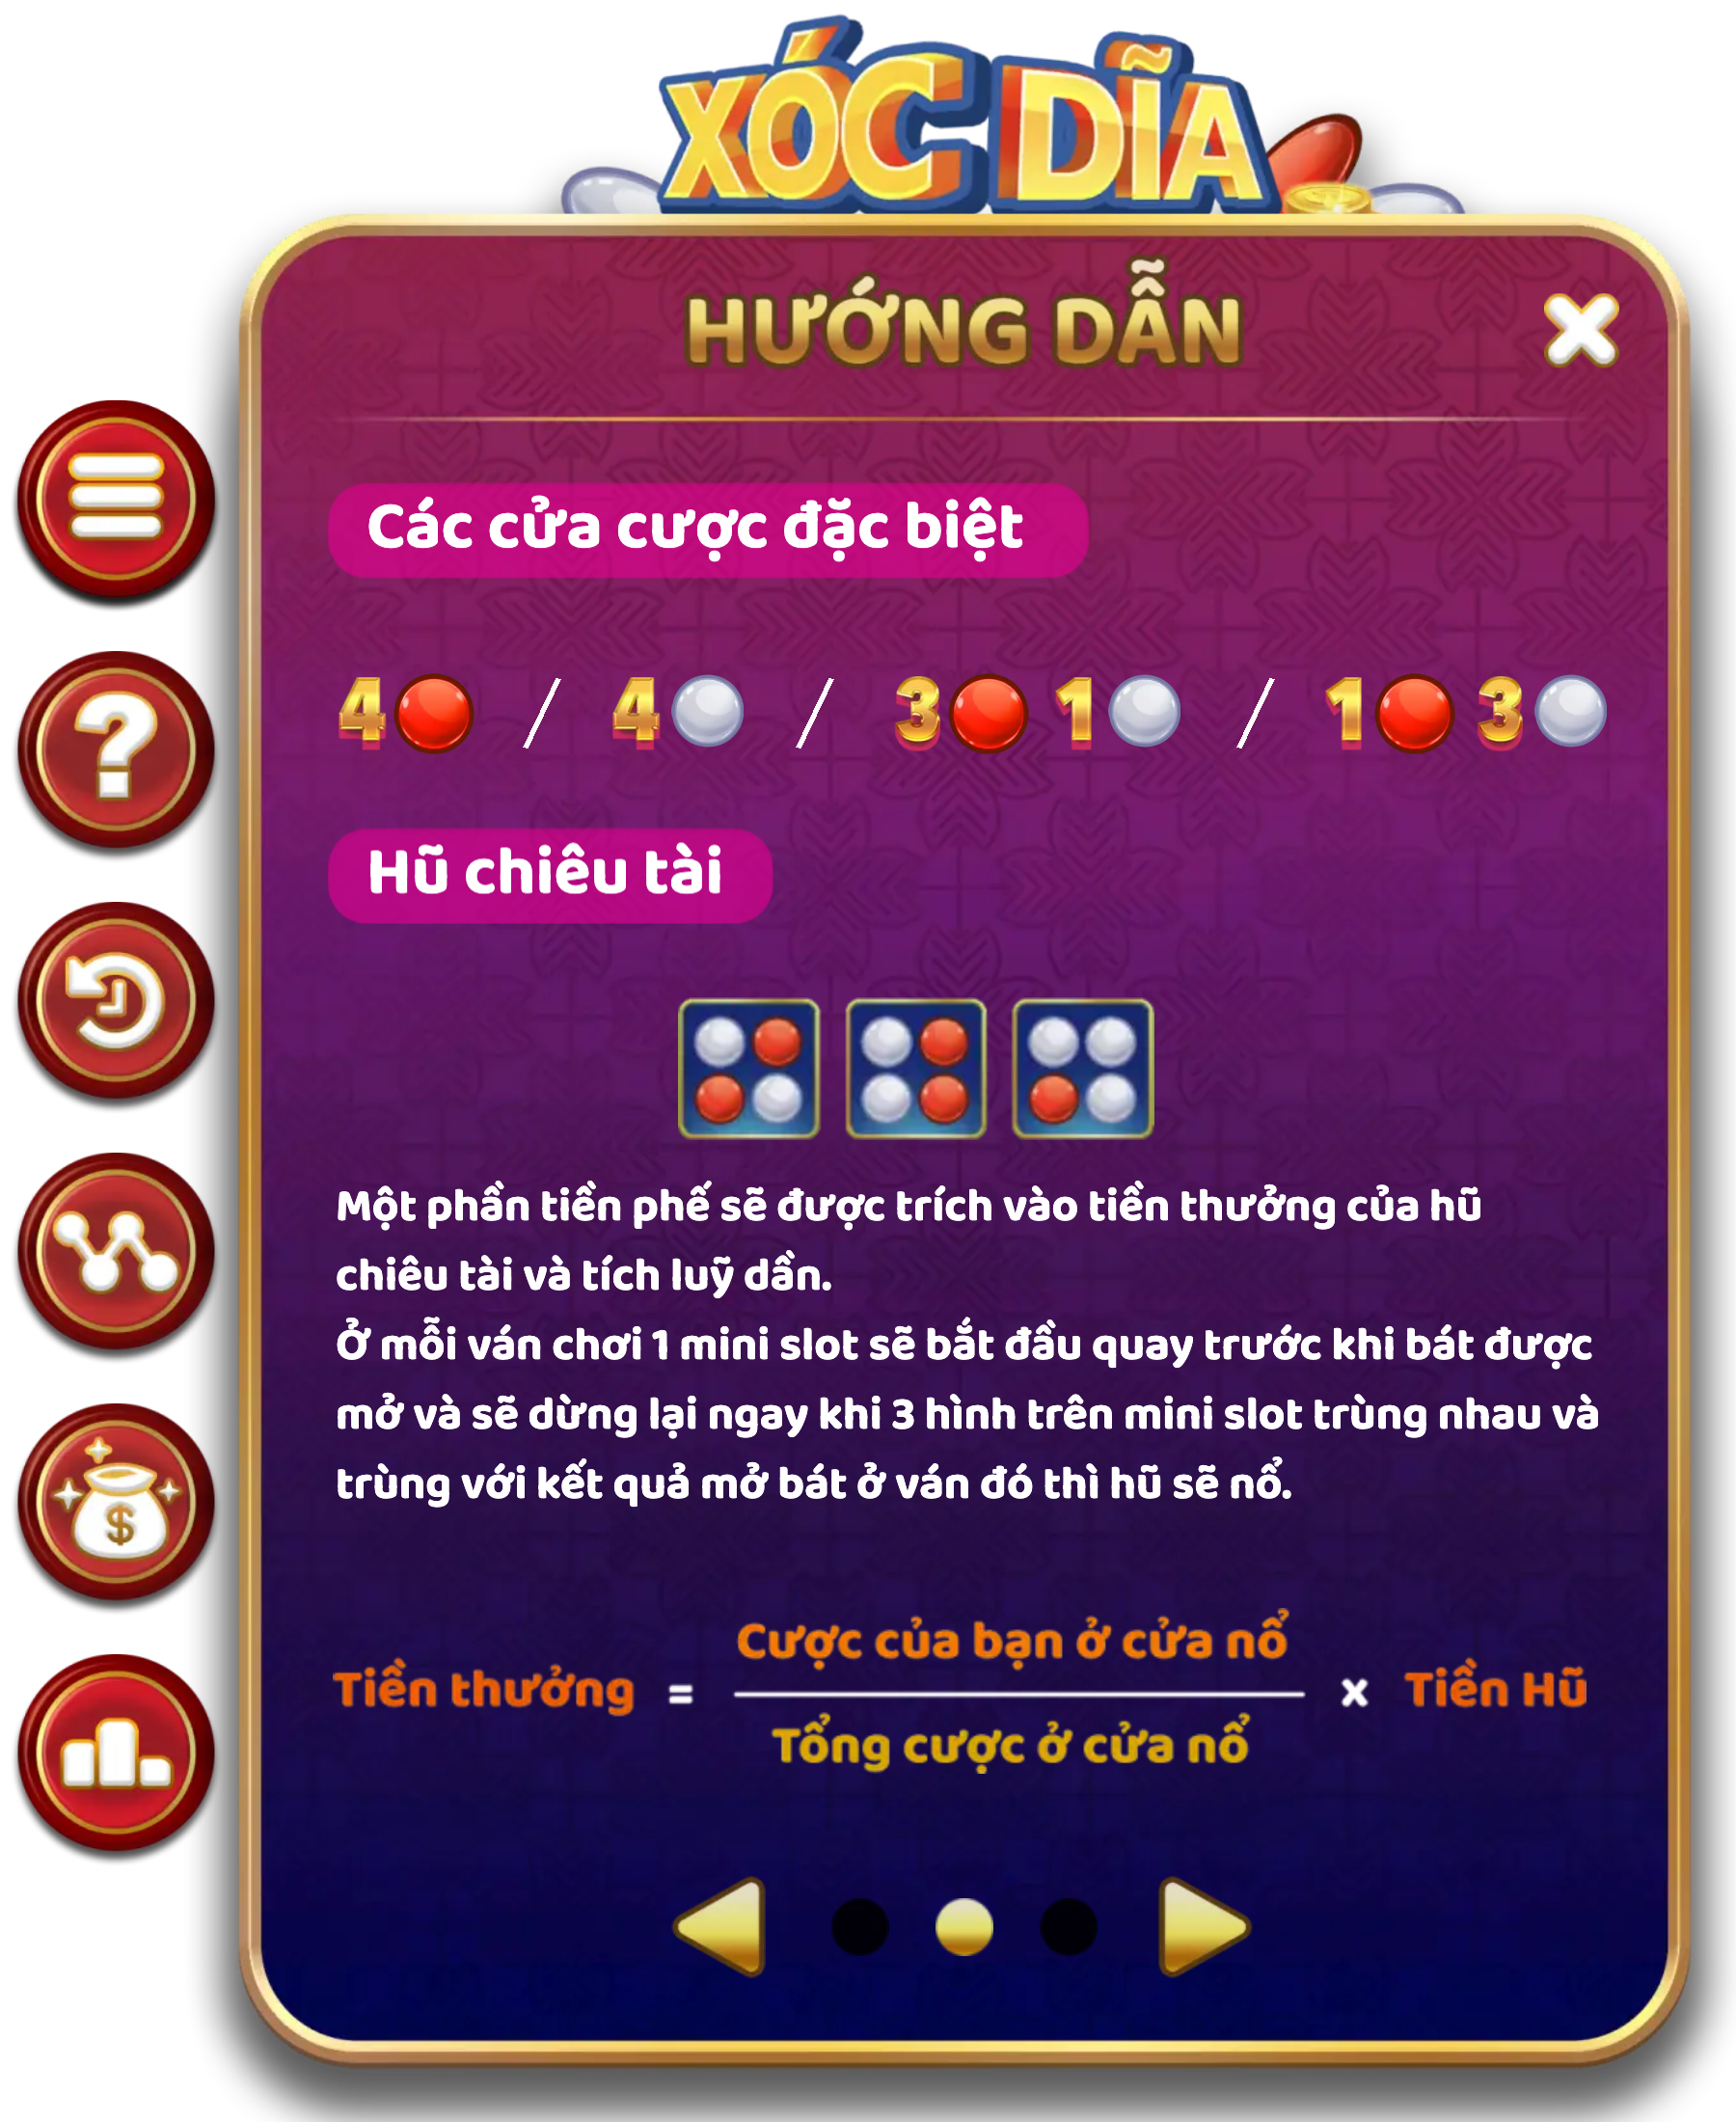 XÓC DĨA
HƯỚNG DẪN
Các cửa cược đặc biệt
4 / 4 / 3 1 / 1 3
Hũ chiêu tài
Một phần tiền phế sẽ được trích vào tiền thưởng của hũ
chiêu tài và tích luỹ dần.
Ở mỗi ván chơi 1 mini slot sẽ bắt đầu quay trước khi bát được
mở và sẽ dừng lại ngay khi 3 hình trên mini slot trùng nhau và
trùng với kết quả mở bát ở ván đó thì hũ sẽ nổ.
Cược của bạn ở cửa nổ
Tiền thưởng = x Tiền Hũ
Tổng cược ở cửa nổ
$